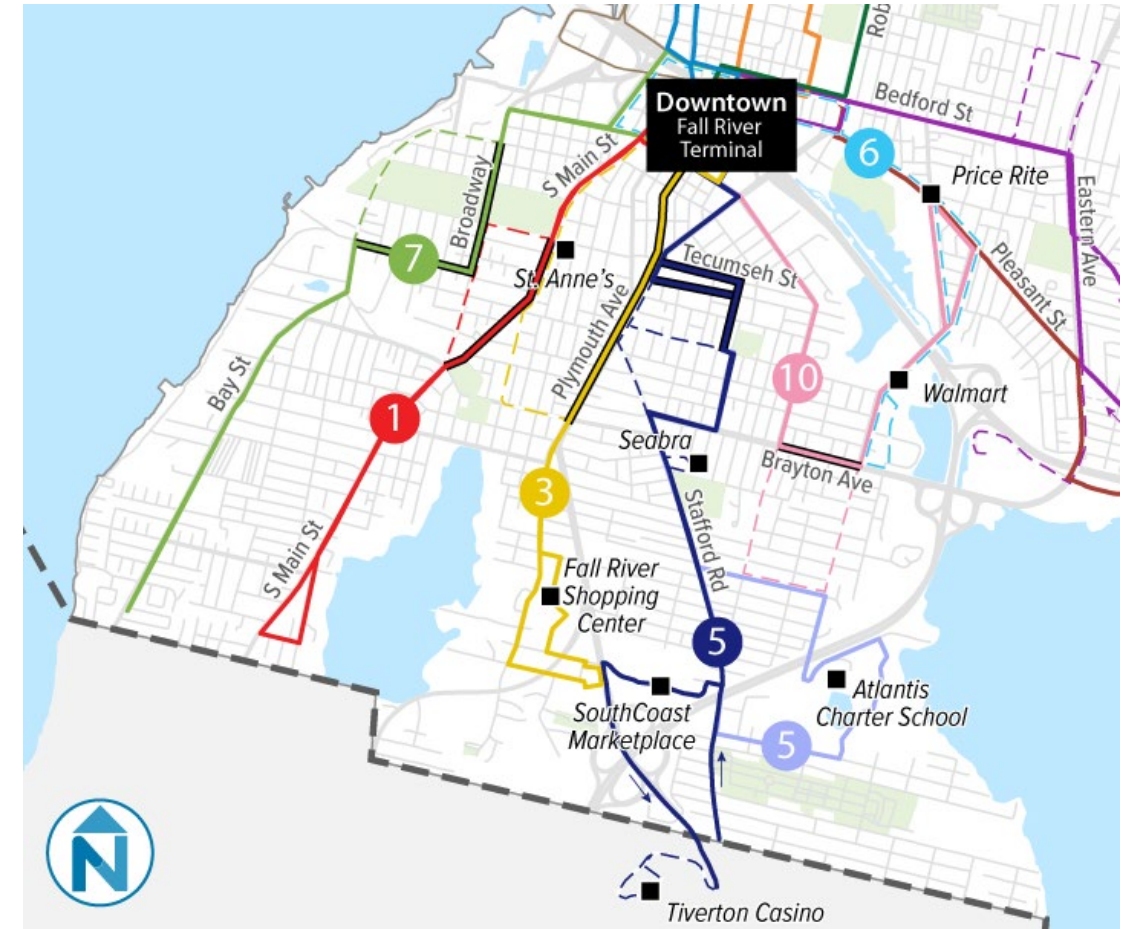 Rob
Downtown
Fall River
Terminal
Bedford St
6
Price Rite
S Main St
Broadway
Eastern Ave
7
St. Anne's
Tecumseh St
Pleasant St
Plymouth Ave
Bay St
10
Walmart
1
Seabra
Brayton Ave
3
Stafford Rd
S Main St
Fall River
Shopping
Center
5
Atlantis
Charter School
SouthCoast
Marketplace
5
N
Tiverton Casino